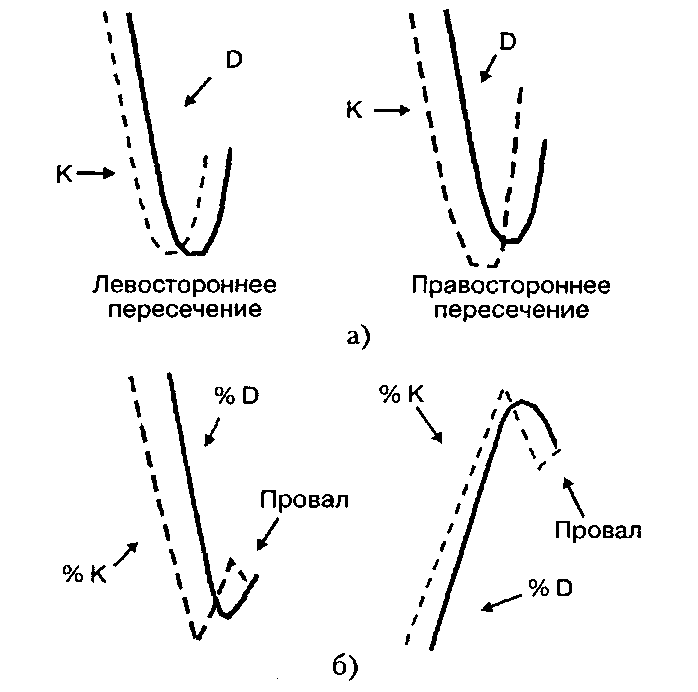 D
D
K
K
Левостороннее
пересечение
Правостороннее
пересечение
а)
% D
% K
Провал
% K
Провал
% D
б)